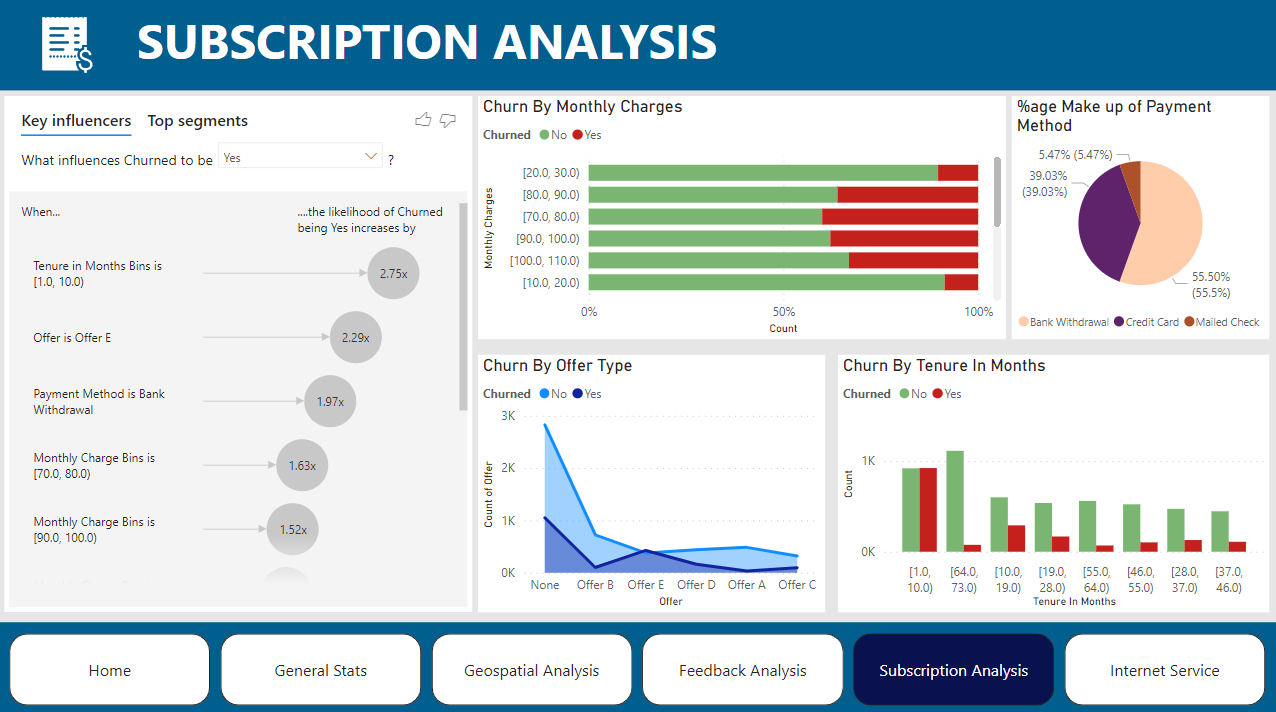 SUBSCRIPTION ANALYSIS
Key influencers
Top segments
What influences Churned to be
Yes
?
When...
....the likelihood of Churned
being Yes increases by
Tenure in Months Bins is
[1.0, 10.0)
2.75x
Offer is Offer E
2.29x
Payment Method is Bank
Withdrawal
1.97x
Monthly Charge Bins is
[70.0, 80.0)
1.63x
Monthly Charge Bins is
[90.0, 100.0)
1.52x
Churn By Monthly Charges
Churned No Yes
Monthly Charges
[20.0, 30.0)
[80.0, 90.0)
[70.0, 80.0)
[90.0, 100.0)
[100.0, 110.0)
[10.0, 20.0)
0% 50% 100%
Count
%age Make up of Payment
Method
5.47% (5.47%)
39.03%
(39.03%)
55.50%
(55.5%)
Bank Withdrawal Credit Card Mailed Check
Churn By Offer Type
Churned No Yes
Count of Offer
3K
2K
1K
0K
None Offer B Offer E Offer D Offer A Offer C
Offer
Churn By Tenure In Months
Churned No Yes
Count
1K
0K
[1.0, [64.0, [10.0, [19.0, [55.0, [46.0, [28.0, [37.0,
10.0) 73.0) 19.0) 28.0) 64.0) 55.0) 37.0) 46.0)
Tenure In Months
Home
General Stats
Geospatial Analysis
Feedback Analysis
Subscription Analysis
Internet Service